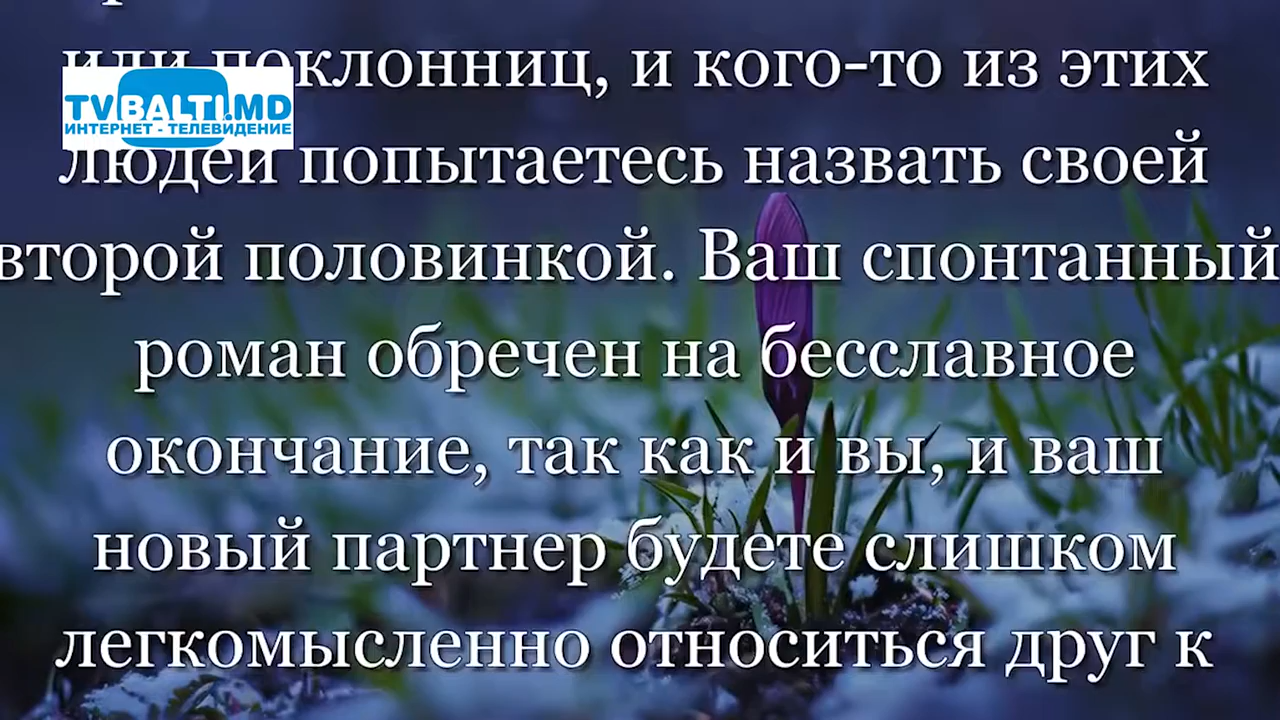 или поклонниц, и кого-то из этих
TVBALTI.MD
ИНТЕРНЕТ - ТЕЛЕВИДЕНИЕ
людей попытаетесь назвать своей
второй половинкой. Ваш спонтанный
роман обречен на бесславное
окончание, так как и вы, и ваш
новый партнер будете слишком
легкомысленно относиться друг к